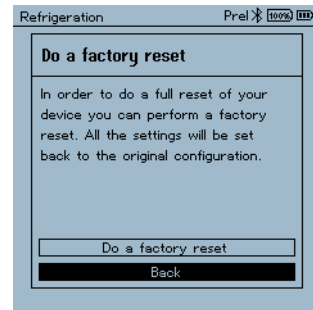 Refrigeration Prel 100%
Do a factory reset
In order to do a full reset of your
device you can perform a factory
reset. All the settings will be set
back to the original configuration.
Do a factory reset
Back